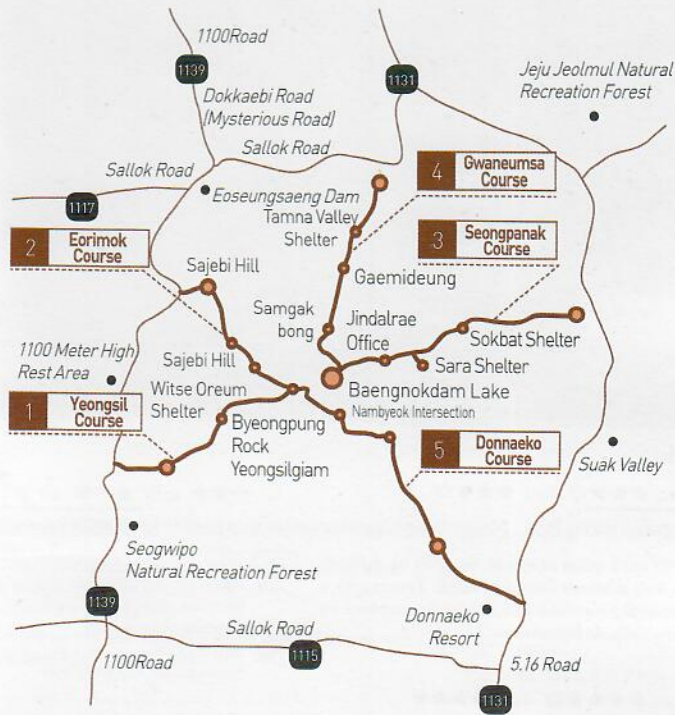 1100Road
1139
1131
Jeju Jeolmul Natural
Recreation Forest
Dokkaebi Road
(Mysterious Road)
Sallok Road
Sallok Road
4
Gwaneumsa
Course
Eoseungsaeng Dam
1117
Tamna Valley
Shelter
3
Seongpanak
Course
2
Eorimok
Course
Sajebi Hill
Gaemideung
Samgak
bong
Jindalrae
Office
Sokbat Shelter
1100 Meter High
Rest Area
Sajebi Hill
Sara Shelter
Witse Oreum
Shelter
Baengnokdam Lake
Nambyeok Intersection
1
Yeongsil
Course
Byeongpung
Rock
Yeongsilgiam
5
Donnaeko
Course
Suak Valley
Seogwipo
Natural Recreation Forest
1139
Donnaeko
Resort
Sallok Road
1100Road
1115
5.16 Road
1131